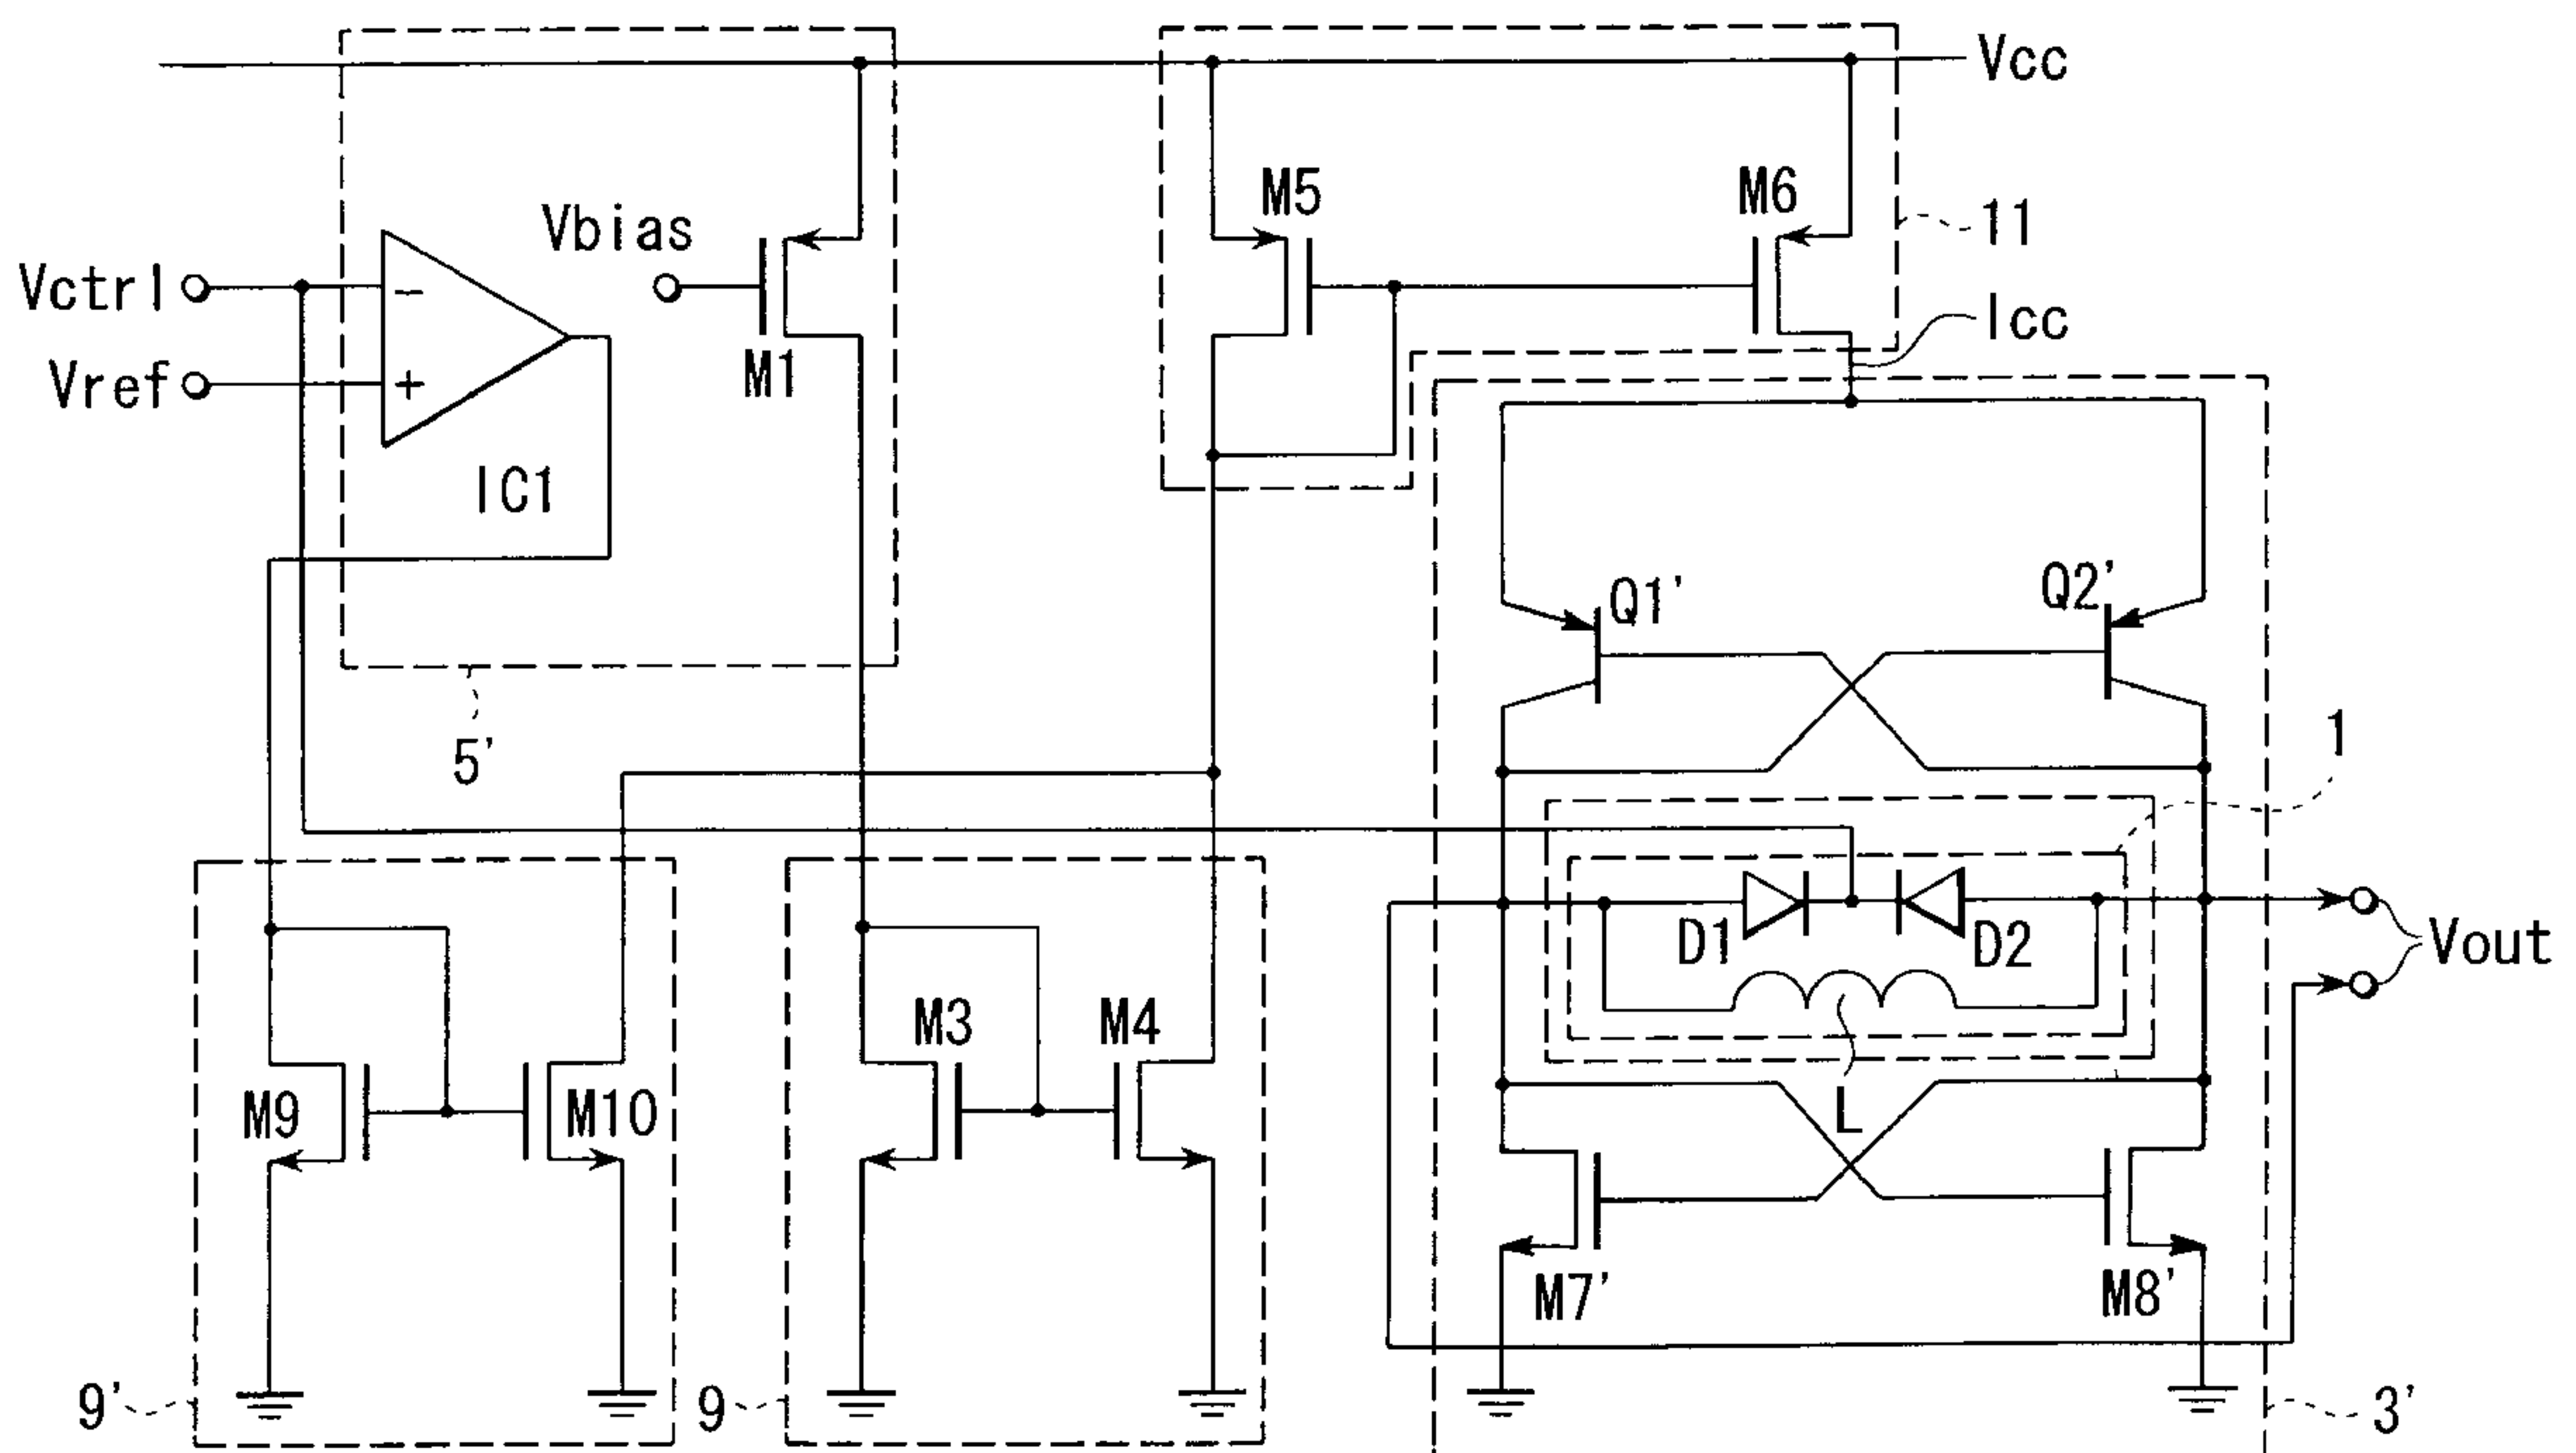 Vcc
M5
M6
11
Vbias
Vctrl
-
Icc
Vref
+
M1
IC1
Q1'
Q2'
1
5'
D1
D2
Vout
M3
M4
L
M9
M10
M7'
M8'
9'
9
3'